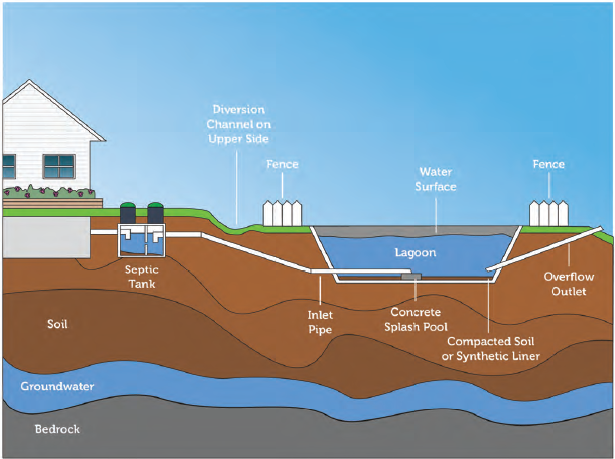 Diversion
Channel on
Upper Side
Fence
Water
Surface
Fence
Lagoon
Septic
Tank
Overflow
Outlet
Inlet
Pipe
Concrete
Splash Pool
Compacted Soil
or Synthetic Liner
Soil
Groundwater
Bedrock